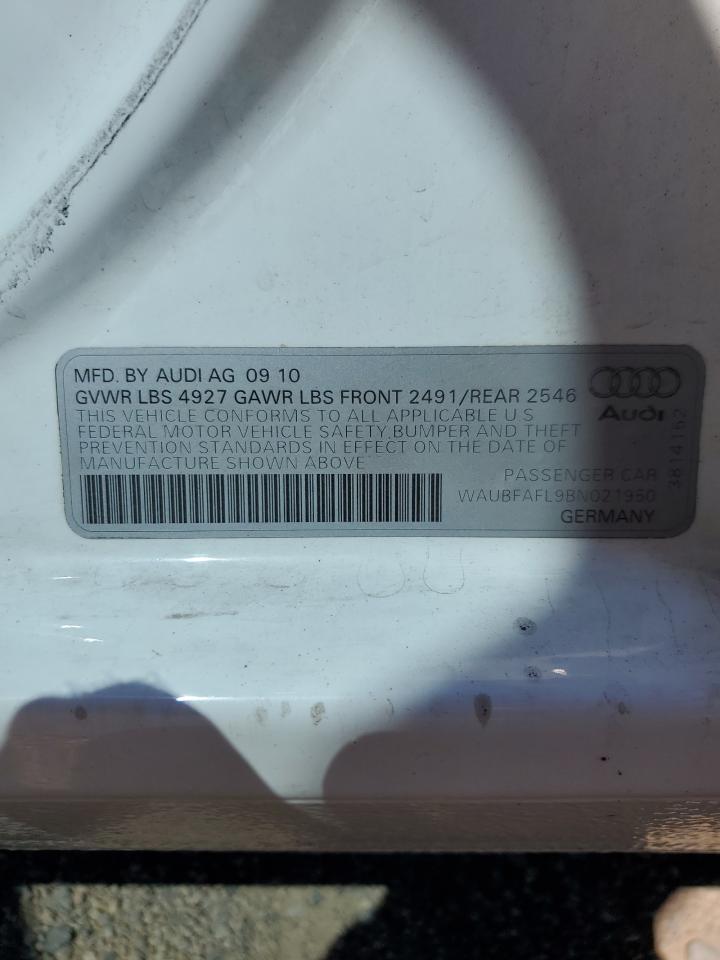 MFD. BY AUDI AG 09 10
GVWR LBS 4927 GAWR LBS FRONT 2491/REAR 2546
THIS VEHICLE CONFORMS TO ALL APPLICABLE U S
FEDERAL MOTOR VEHICLE SAFETY, BUMPER AND THEFT
PREVENTION STANDARDS IN EFFECT ON THE DATE OF
MANUFACTURE SHOWN ABOVE
Audi
3814162
PASSENGER CAR
WAUBFAFL9BN021950
GERMANY